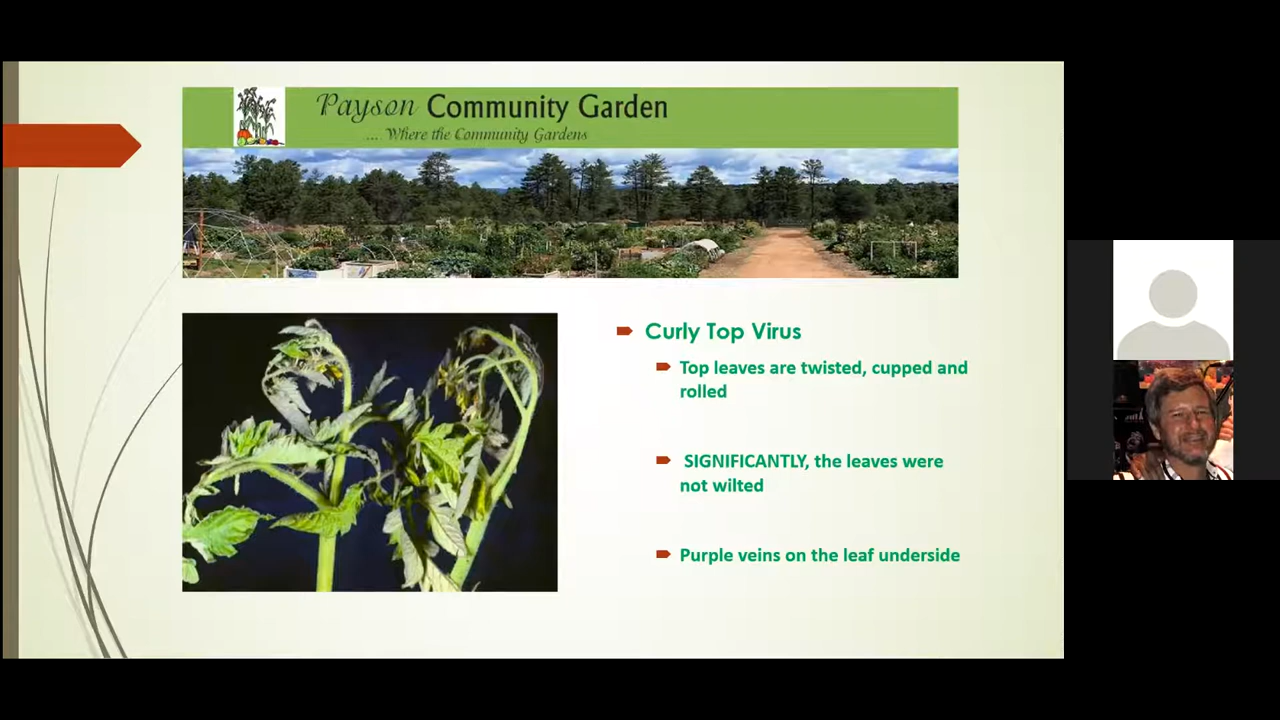 Payson Community Garden
.... Where the Community Gardens
Curly Top Virus
Top leaves are twisted, cupped and
rolled
SIGNIFICANTLY, the leaves were
not wilted
Purple veins on the leaf underside